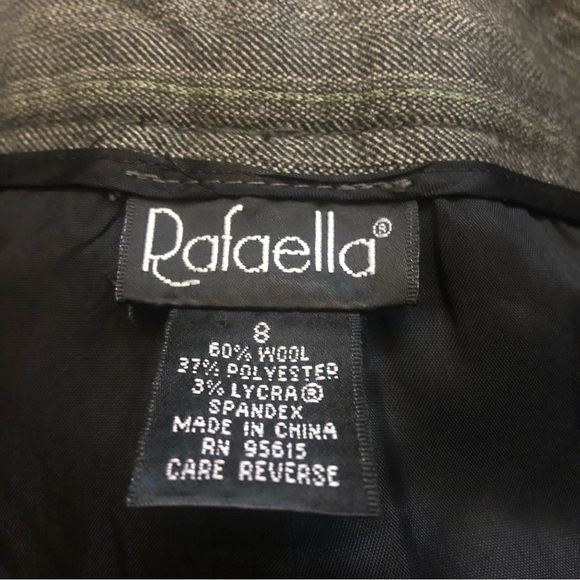 Rafaella®
8
60% WOOL
37% POLYESTER
3% LYCRA®
SPANDEX
MADE IN CHINA
RN 95615
CARE REVERSE